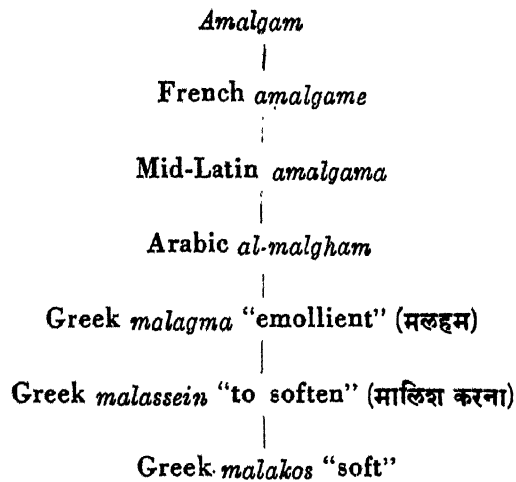 Amalgam
French amalgame
Mid-Latin amalgama
Arabic al-malgham
Greek malagma “emollient” (मलहम)
Greek malassein “to soften” (मालिश करना)
Greek malakos “soft”